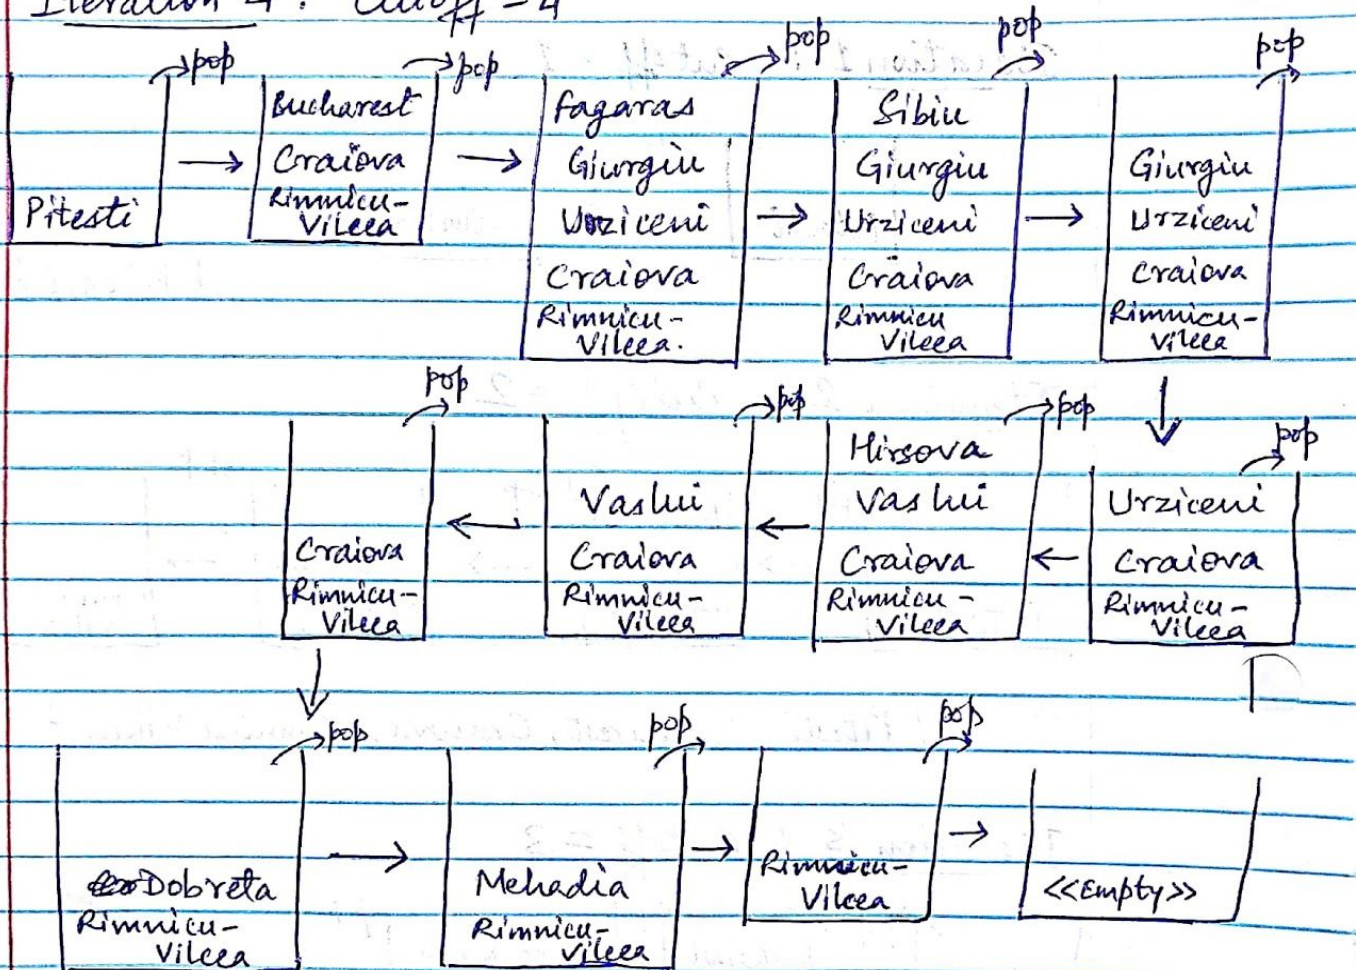 Iteration 4 : Cutoff = 4
pop
Pitesti
pop
Bucharest
Craiova
Rimnicu-
Vilcea
pop
Fagaras
Giurgiu
Urziceni
Craiova
Rimnicu-
Vilcea.
pop
Sibiu
Giurgiu
Urziceni
Craiova
Rimnicu
Vilcea
pop
Giurgiu
Urziceni
Craiova
Rimnicu-
Vilcea
pop
Urziceni
Craiova
Rimnicu-
Vilcea
pop
Hirsova
Vaslui
Craiova
Rimnicu-
Vilcea
pop
Vaslui
Craiova
Rimnicu-
Vilcea
pop
Craiova
Rimnicu-
Vilcea
pop
Dobreta
Rimnicu-
Vilcea
pop
Mehadia
Rimnicu-
Vilcea
pop
Rimnicu-
Vilcea
<<Empty>>